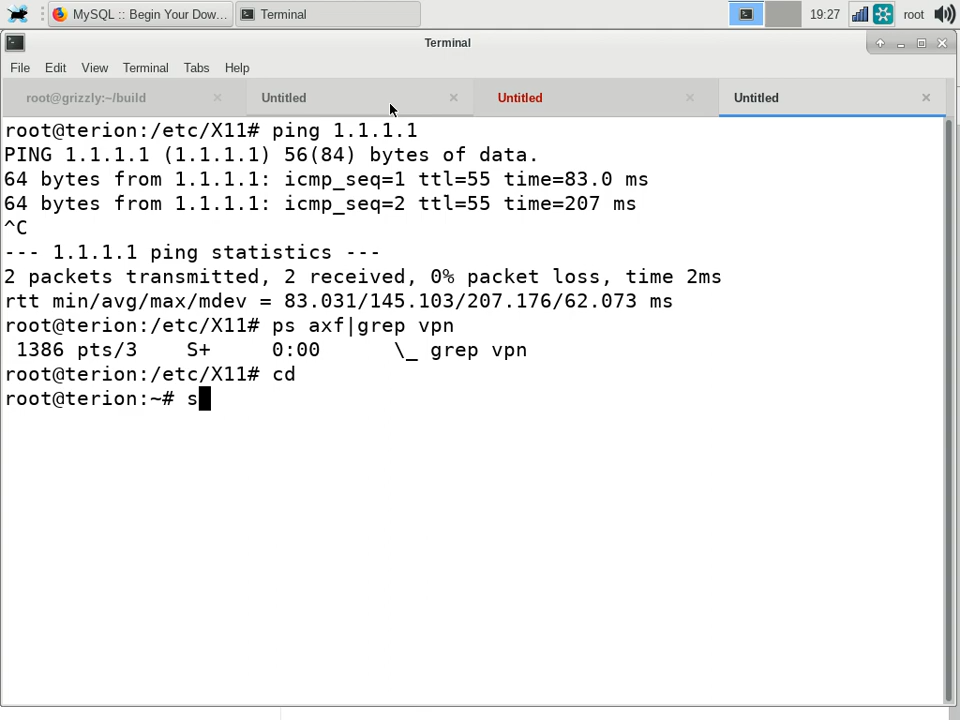 MySQL :: Begin Your Dow...
Terminal
19:27
root
Terminal
File Edit View Terminal Tabs Help
root@grizzly:~/build
Untitled
Untitled
Untitled
root@terion:/etc/X11# ping 1.1.1.1
PING 1.1.1.1 (1.1.1.1) 56(84) bytes of data.
64 bytes from 1.1.1.1: icmp_seq=1 ttl=55 time=83.0 ms
64 bytes from 1.1.1.1: icmp_seq=2 ttl=55 time=207 ms
^C
--- 1.1.1.1 ping statistics ---
2 packets transmitted, 2 received, 0% packet loss, time 2ms
rtt min/avg/max/mdev = 83.031/145.103/207.176/62.073 ms
root@terion:/etc/X11# ps axf|grep vpn
 1386 pts/3    S+     0:00      \_ grep vpn
root@terion:/etc/X11# cd
root@terion:~# s